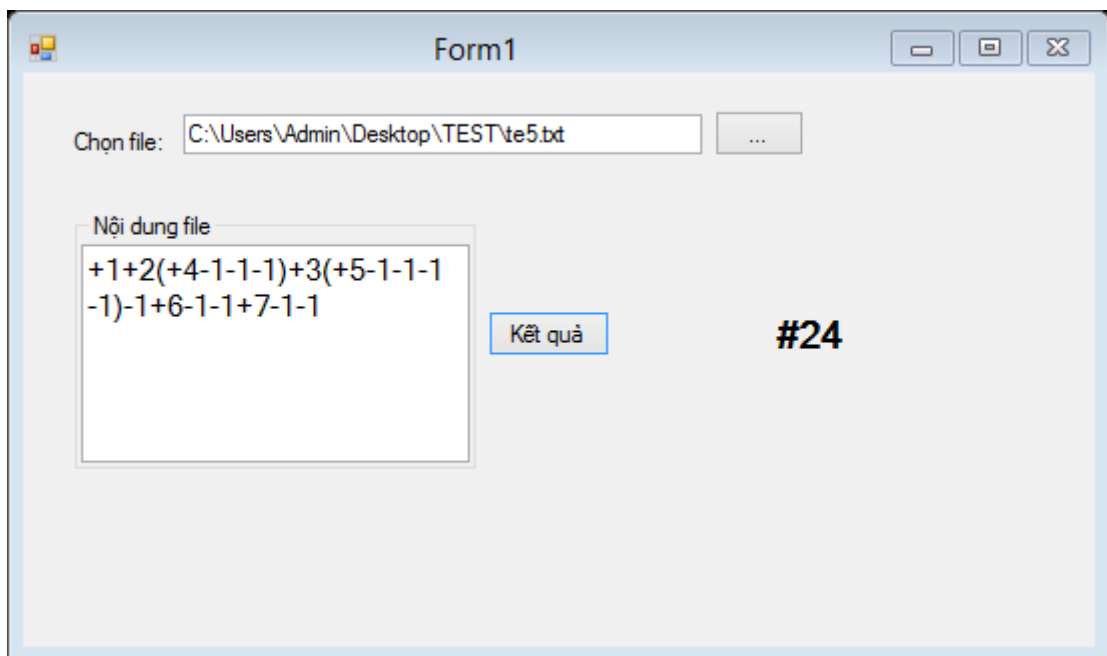 Form1
Chọn file:
C:\Users\Admin\Desktop\TEST\te5.txt
...
Nội dung file
+1+2(+4-1-1-1)+3(+5-1-1-1
-1)-1+6-1-1+7-1-1
Kết quả
#24